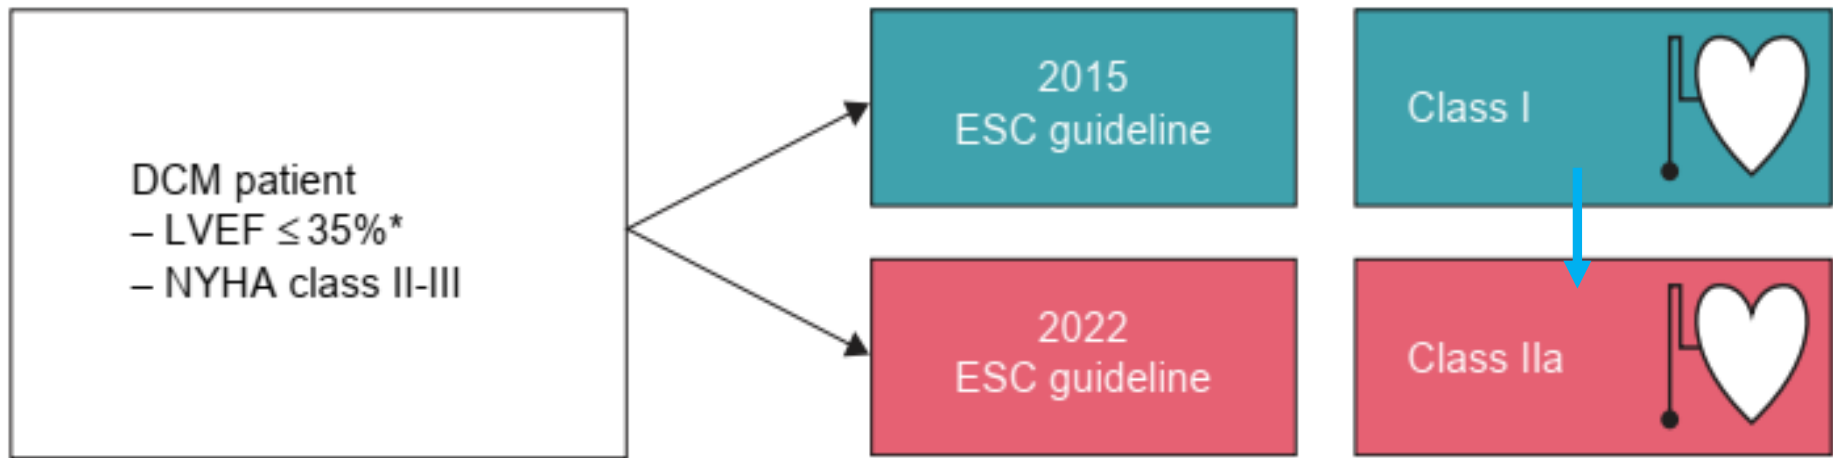 DCM patient
– LVEF ≤ 35%*
– NYHA class II-III
2015
ESC guideline
Class I
2022
ESC guideline
Class IIa